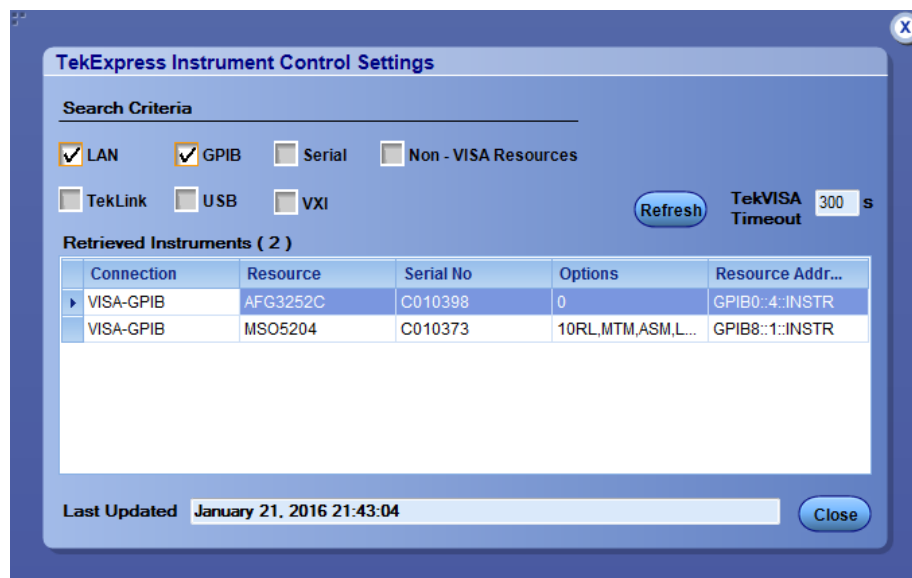 X
TekExpress Instrument Control Settings
Search Criteria
LAN GPIB Serial Non - VISA Resources
TekLink USB VXI
Refresh TekVISA Timeout 300 s
Retrieved Instruments ( 2 )
Connection Resource Serial No Options Resource Addr...
VISA-GPIB AFG3252C C010398 0 GPIB0::4::INSTR
VISA-GPIB MSO5204 C010373 10RL,MTM,ASM,L... GPIB8::1::INSTR
Last Updated January 21, 2016 21:43:04 Close